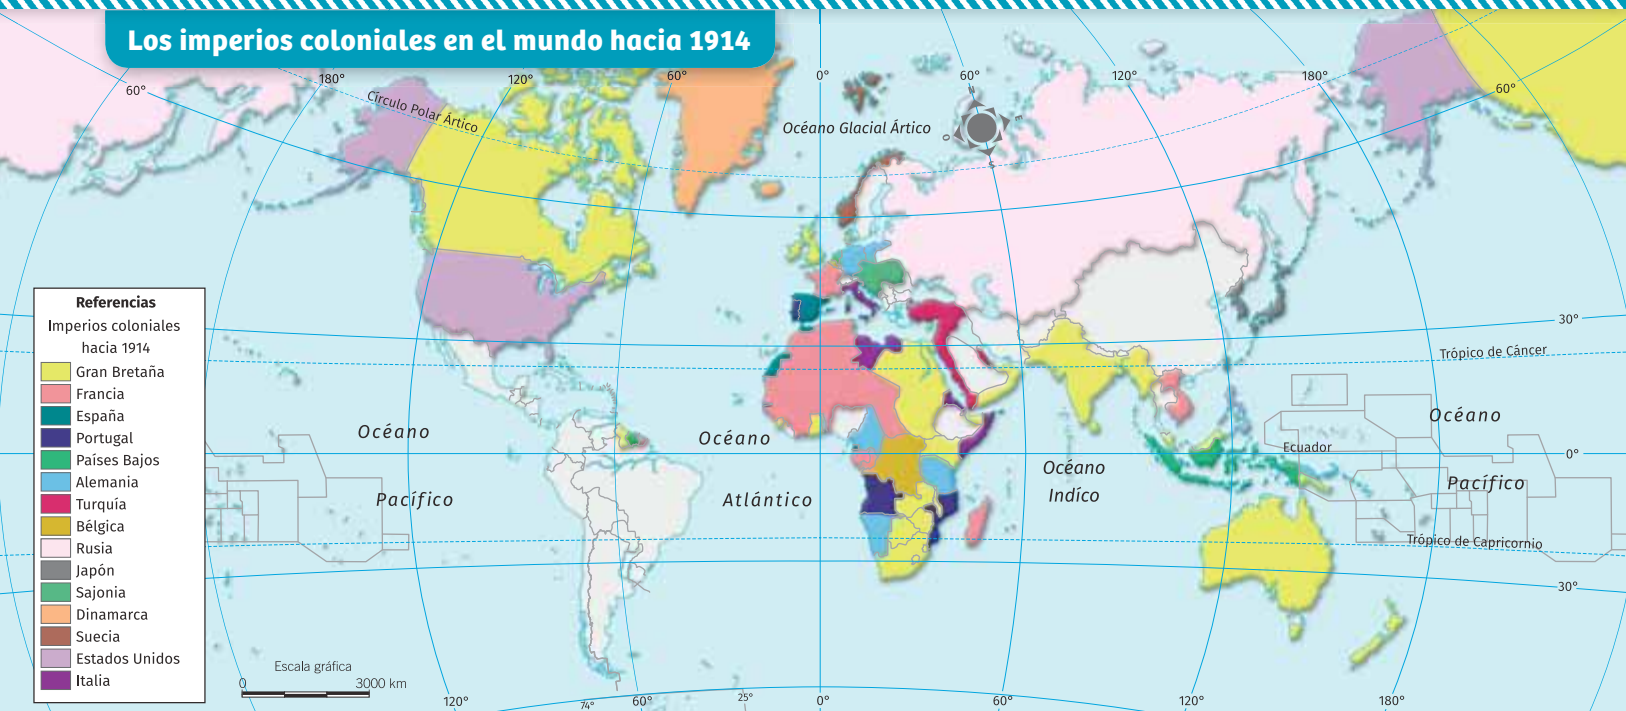 Los imperios coloniales en el mundo hacia 1914
180°
120°
60°
0°
60°
120°
180°
60°
60°
Círculo Polar Ártico
Océano Glacial Ártico
N
E
S
O
Referencias
Imperios coloniales
hacia 1914
Gran Bretaña
Francia
España
Portugal
Países Bajos
Alemania
Turquía
Bélgica
Rusia
Japón
Sajonia
Dinamarca
Suecia
Estados Unidos
Italia
30°
Trópico de Cáncer
Océano
Pacífico
Océano
Atlántico
Océano
Indíco
Océano
Pacífico
Ecuador
0°
Trópico de Capricornio
30°
Escala gráfica
0
3000 km
120°
74°
60°
25°
0°
60°
120°
180°